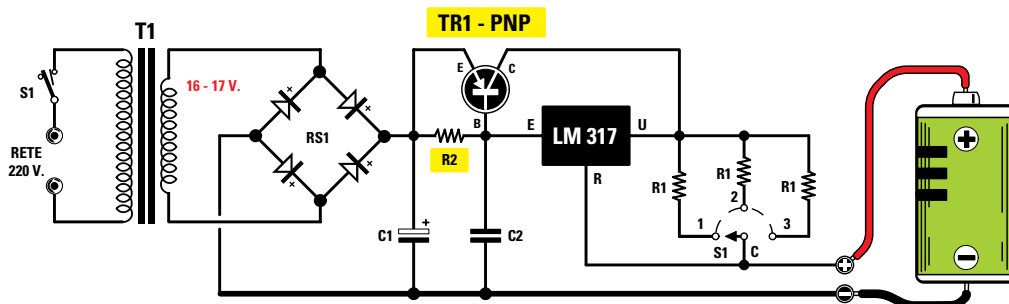 TR1 - PNP
T1
E
C
S1
16 - 17 V.
+
+
RS1
B
E
LM 317
U
+
+
RETE
220 V.
R2
R
R1
R1
R1
2
C1
+
C2
1
3
S1
C
+
-
+
-